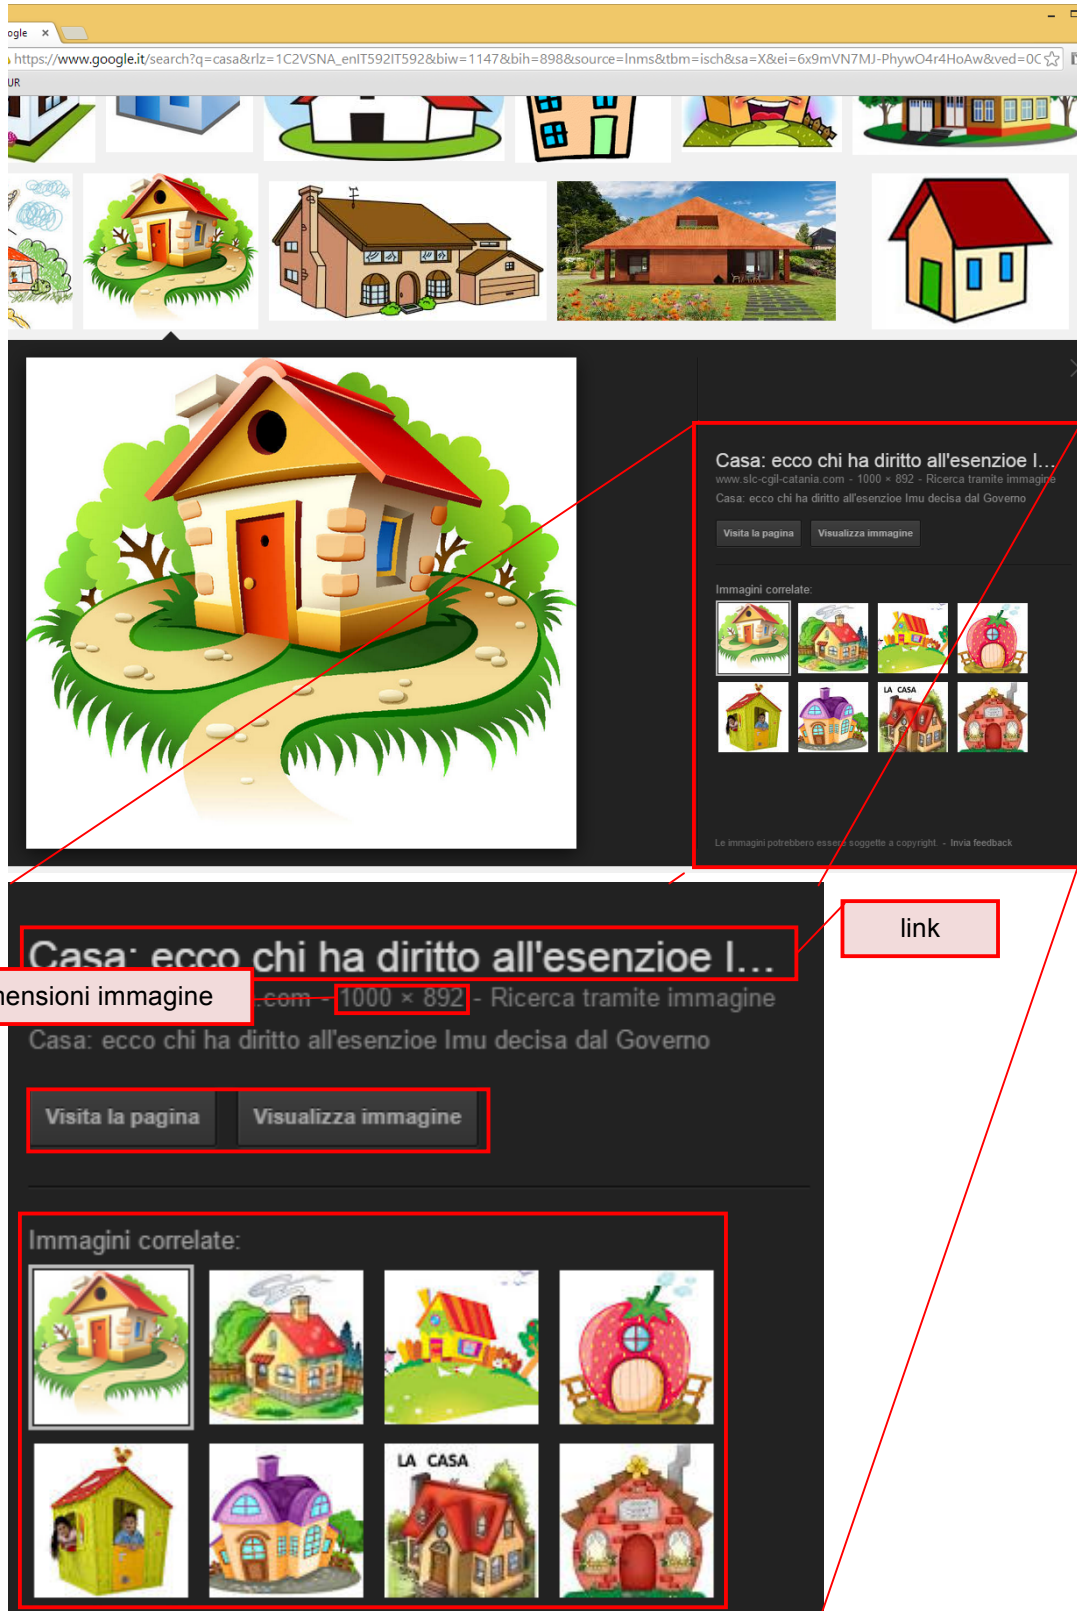 ogle ×
https://www.google.it/search?q=casa&rlz=1C2VSNA_enIT592IT592&biw=1147&bih=898&source=lnms&tbm=isch&sa=X&ei=6x9mVN7MJ-PhywO4r4HoAw&ved=0C
UR
Casa: ecco chi ha diritto all'esenzioe I...
www.slc-cgil-catania.com - 1000 × 892 - Ricerca tramite immagine
Casa: ecco chi ha diritto all'esenzioe Imu decisa dal Governo
Visita la pagina Visualizza immagine
Immagini correlate:
LA CASA
Le immagini potrebbero essere soggette a copyright. - Invia feedback
link
Casa: ecco chi ha diritto all'esenzioe I...
mensioni immagine .com - 1000 × 892 - Ricerca tramite immagine
Casa: ecco chi ha diritto all'esenzioe Imu decisa dal Governo
Visita la pagina Visualizza immagine
Immagini correlate:
LA CASA